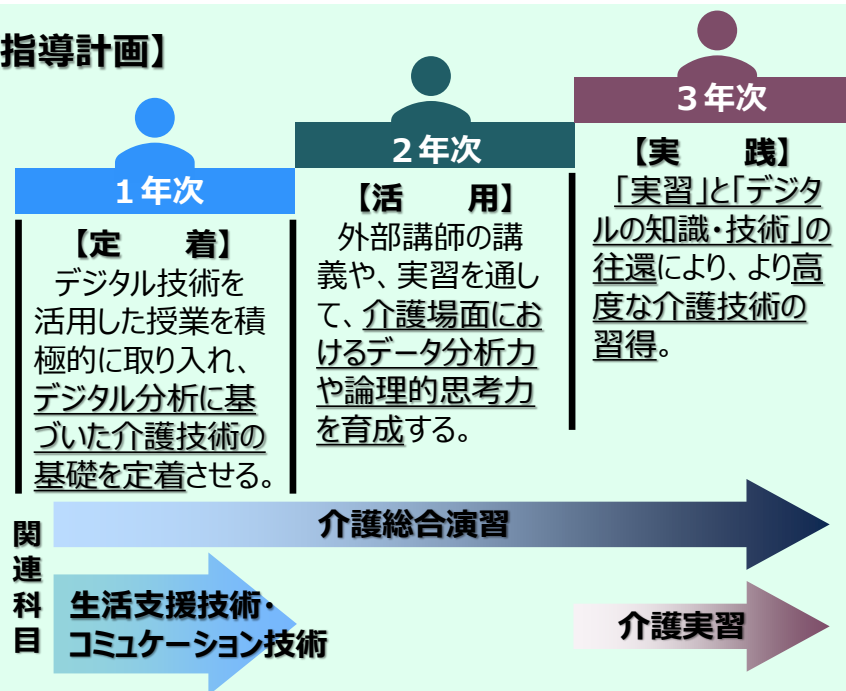 指導計画】
1年次
【定　着】
デジタル技術を
活用した授業を積
極的に取り入れ、
デジタル分析に基
づいた介護技術の
基礎を定着させる。
2年次
【活　用】
外部講師の講
義や、実習を通し
て、介護場面にお
けるデータ分析力
や論理的思考力
を育成する。
3年次
【実　践】
「実習」と「デジタ
ルの知識・技術」の
往還により、より高
度な介護技術の
習得。
関連科目
介護総合演習
生活支援技術・
コミュケーション技術
介護実習